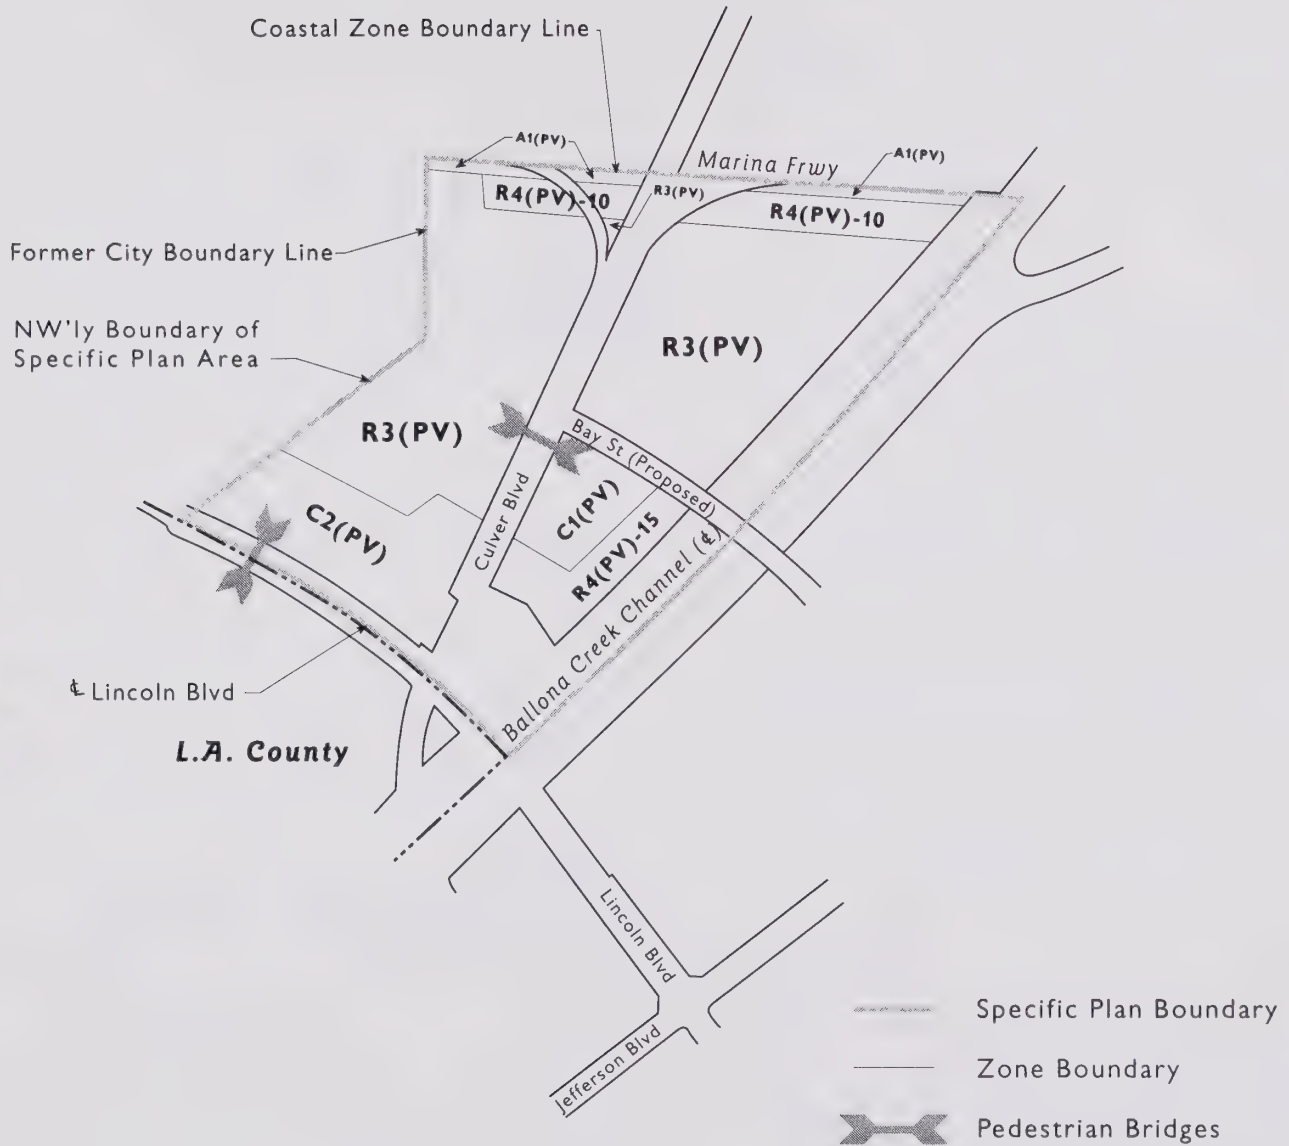 Coastal Zone Boundary Line
A1(PV)
Marina Frwy
A1(PV)
R4(PV)-10
R3(PV)
R4(PV)-10
Former City Boundary Line
NW'ly Boundary of
Specific Plan Area
R3(PV)
R3(PV)
Bay St (Proposed)
C2(PV)
Culver Blvd
C1(PV)
R4(PV)-15
Ballona Creek Channel (℄)
℄ Lincoln Blvd
L.A. County
Lincoln Blvd
Jefferson Blvd
Specific Plan Boundary
Zone Boundary
Pedestrian Bridges